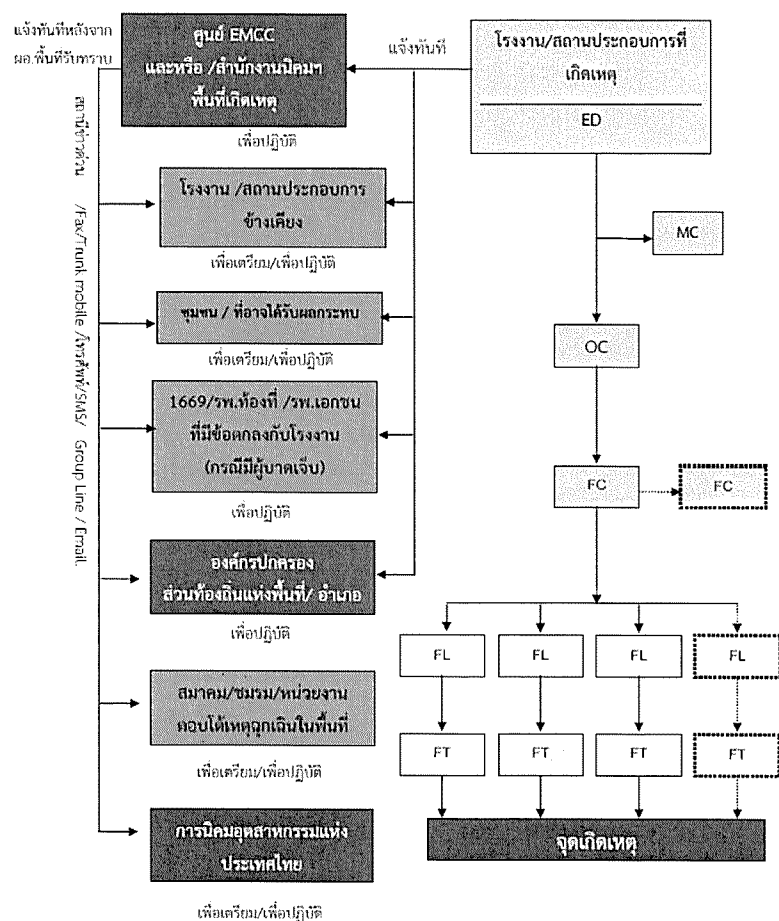 แจ้งทันทีหลังจาก
ผอ.พื้นที่รับทราบ
ศูนย์ EMCC
และหรือ /สำนักงานนิคมฯ
พื้นที่เกิดเหตุ
เพื่อปฏิบัติ
แจ้งทันที
โรงงาน/สถานประกอบการที่
เกิดเหตุ
ED
สถานีข่าวด่วน /Fax/Trunk mobile /โทรศัพท์/SMS/ Group Line / Email.
โรงงาน /สถานประกอบการ
ข้างเคียง
เพื่อเตรียม/เพื่อปฏิบัติ
MC
ชุมชน / ที่อาจได้รับผลกระทบ
เพื่อเตรียม/เพื่อปฏิบัติ
OC
1669/รพ.ท้องที่ /รพ.เอกชน
ที่มีข้อตกลงกับโรงงาน
(กรณีมีผู้บาดเจ็บ)
เพื่อปฏิบัติ
FC
FC
องค์กรปกครอง
ส่วนท้องถิ่นแห่งพื้นที่/ อำเภอ
เพื่อปฏิบัติ
FL
FL
FL
FL
สมาคม/ชมรม/หน่วยงาน
ตอบโต้เหตุฉุกเฉินในพื้นที่
เพื่อเตรียม/เพื่อปฏิบัติ
FT
FT
FT
FT
การนิคมอุตสาหกรรมแห่ง
ประเทศไทย
เพื่อเตรียม/เพื่อปฏิบัติ
จุดเกิดเหตุ